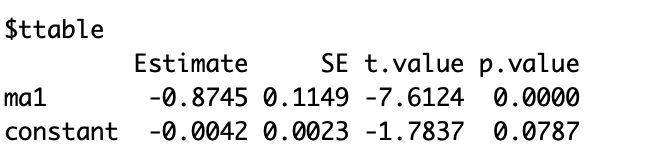 $ttable
Estimate SE t.value p.value
ma1 -0.8745 0.1149 -7.6124 0.0000
constant -0.0042 0.0023 -1.7837 0.0787